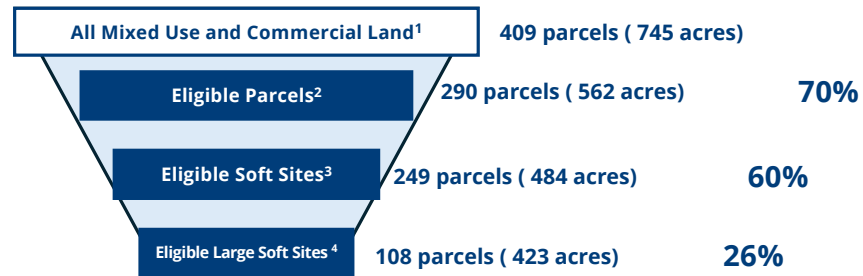 All Mixed Use and Commercial Land¹ 409 parcels ( 745 acres)
Eligible Parcels² 290 parcels ( 562 acres) 70%
Eligible Soft Sites³ 249 parcels ( 484 acres) 60%
Eligible Large Soft Sites ⁴ 108 parcels ( 423 acres) 26%